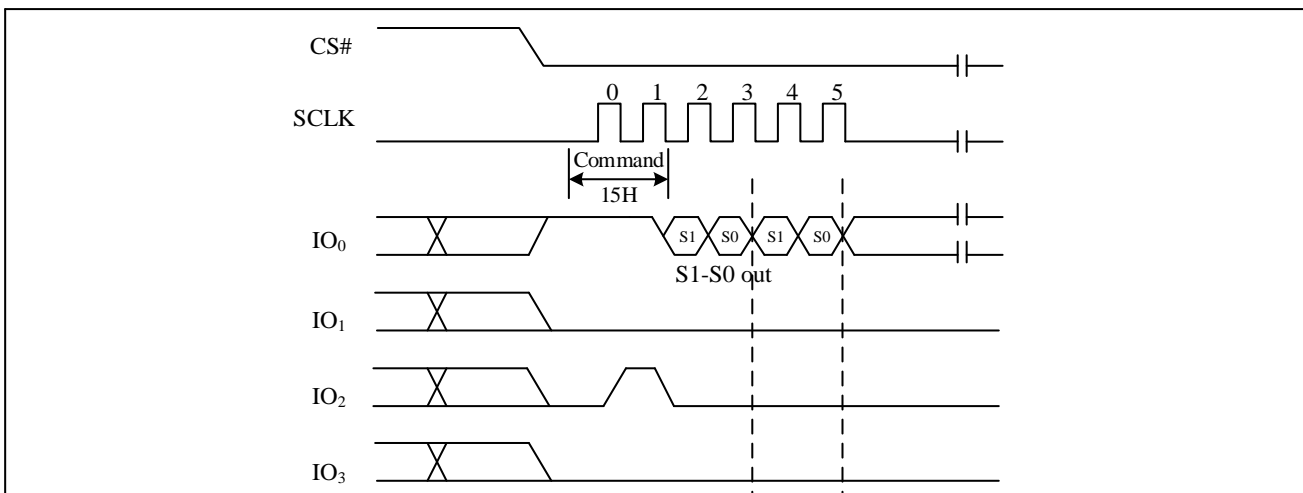 CS#
SCLK
0 1 2 3 4 5
Command
15H
IO₀
S1 S0 S1 S0
S1-S0 out
IO₁
IO₂
IO₃